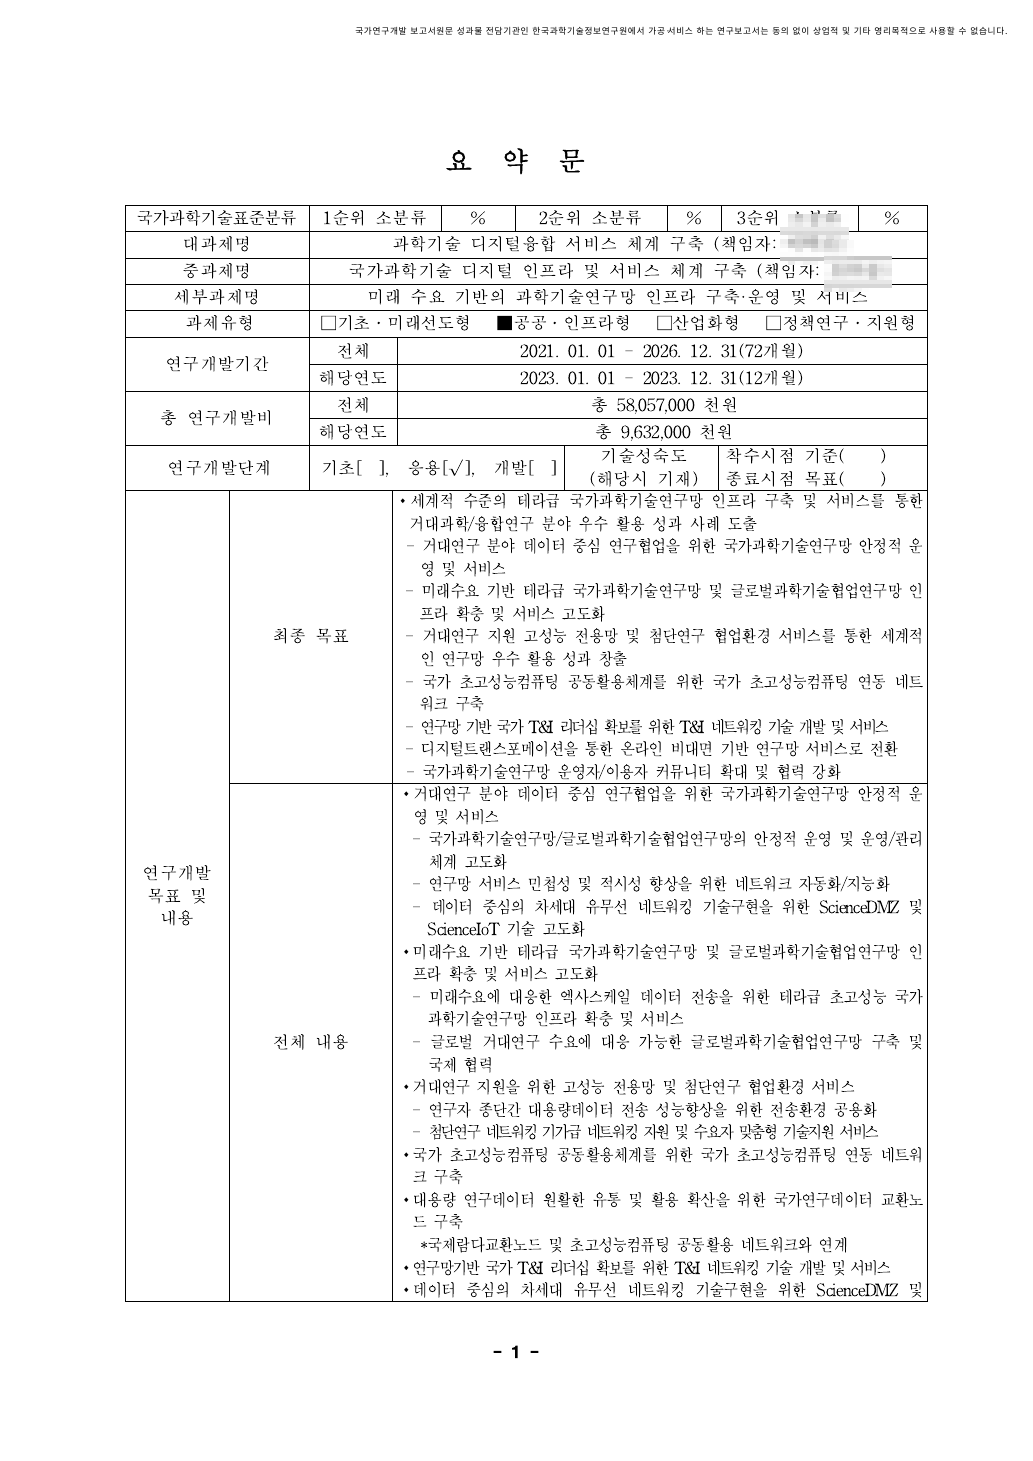 국가연구개발 보고서원문 성과물 전담기관인 한국과학기술정보연구원에서 가공·서비스 하는 연구보고서는 동의 없이 상업적 및 기타 영리목적으로 사용할 수 없습니다.
요 약 문
국가과학기술표준분류 1순위 소분류 % 2순위 소분류 % 3순위 %
대과제명 과학기술 디지털융합 서비스 체계 구축 (책임자:
중과제명 국가과학기술 디지털 인프라 및 서비스 체계 구축 (책임자:
세부과제명 미래 수요 기반의 과학기술연구망 인프라 구축·운영 및 서비스
과제유형 □기초·미래선도형 ■공공·인프라형 □산업화형 □정책연구·지원형
연구개발기간 전체 2021. 01. 01 - 2026. 12. 31(72개월)
해당연도 2023. 01. 01 - 2023. 12. 31(12개월)
총 연구개발비 전체 총 58,057,000 천원
해당연도 총 9,632,000 천원
연구개발단계 기초[ ], 응용[√], 개발[ ] 기술성숙도 (해당시 기재) 착수시점 기준( )
종료시점 목표( )
연구개발
목표 및
내용
최종 목표
•세계적 수준의 테라급 국가과학기술연구망 인프라 구축 및 서비스를 통한
거대과학/융합연구 분야 우수 활용 성과 사례 도출
- 거대연구 분야 데이터 중심 연구협업을 위한 국가과학기술연구망 안정적 운
영 및 서비스
- 미래수요 기반 테라급 국가과학기술연구망 및 글로벌과학기술협업연구망 인
프라 확충 및 서비스 고도화
- 거대연구 지원 고성능 전용망 및 첨단연구 협업환경 서비스를 통한 세계적
인 연구망 우수 활용 성과 창출
- 국가 초고성능컴퓨팅 공동활용체계를 위한 국가 초고성능컴퓨팅 연동 네트
워크 구축
- 연구망 기반 국가 T&I 리더십 확보를 위한 T&I 네트워킹 기술 개발 및 서비스
- 디지털트랜스포메이션을 통한 온라인 비대면 기반 연구망 서비스로 전환
- 국가과학기술연구망 운영자/이용자 커뮤니티 확대 및 협력 강화
전체 내용
•거대연구 분야 데이터 중심 연구협업을 위한 국가과학기술연구망 안정적 운
영 및 서비스
- 국가과학기술연구망/글로벌과학기술협업연구망의 안정적 운영 및 운영/관리
체계 고도화
- 연구망 서비스 민첩성 및 적시성 향상을 위한 네트워크 자동화/지능화
- 데이터 중심의 차세대 유무선 네트워킹 기술구현을 위한 ScienceDMZ 및
ScienceIoT 기술 고도화
•미래수요 기반 테라급 국가과학기술연구망 및 글로벌과학기술협업연구망 인
프라 확충 및 서비스 고도화
- 미래수요에 대응한 엑사스케일 데이터 전송을 위한 테라급 초고성능 국가
과학기술연구망 인프라 확충 및 서비스
- 글로벌 거대연구 수요에 대응 가능한 글로벌과학기술협업연구망 구축 및
국제 협력
•거대연구 지원을 위한 고성능 전용망 및 첨단연구 협업환경 서비스
- 연구자 종단간 대용량데이터 전송 성능향상을 위한 전송환경 공용화
- 첨단연구 네트워킹 기가급 네트워킹 자원 및 수요자 맞춤형 기술지원 서비스
•국가 초고성능컴퓨팅 공동활용체계를 위한 국가 초고성능컴퓨팅 연동 네트워
크 구축
•대용량 연구데이터 원활한 유통 및 활용 확산을 위한 국가연구데이터 교환노
드 구축
*국제람다교환노드 및 초고성능컴퓨팅 공동활용 네트워크와 연계
•연구망기반 국가 T&I 리더십 확보를 위한 T&I 네트워킹 기술 개발 및 서비스
•데이터 중심의 차세대 유무선 네트워킹 기술구현을 위한 ScienceDMZ 및
- 1 -